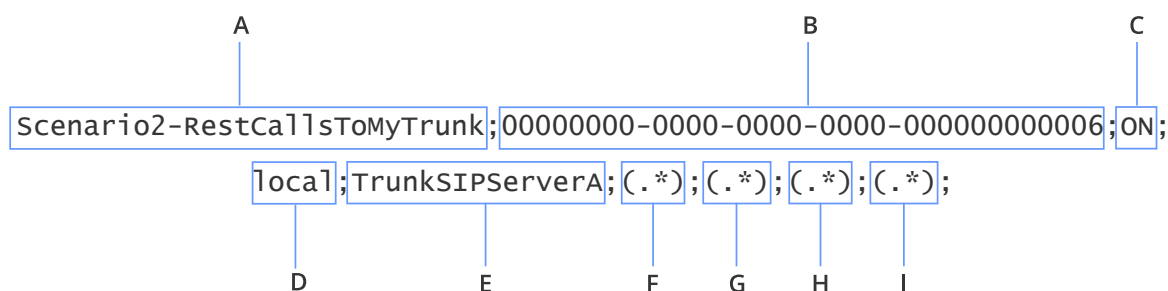 A B C
Scenario2-RestCallsToMyTrunk;00000000-0000-0000-0000-000000000006;ON;
local;TrunkSIPServerA;(.*);(.*);(.*);(.*);
D E F G H I